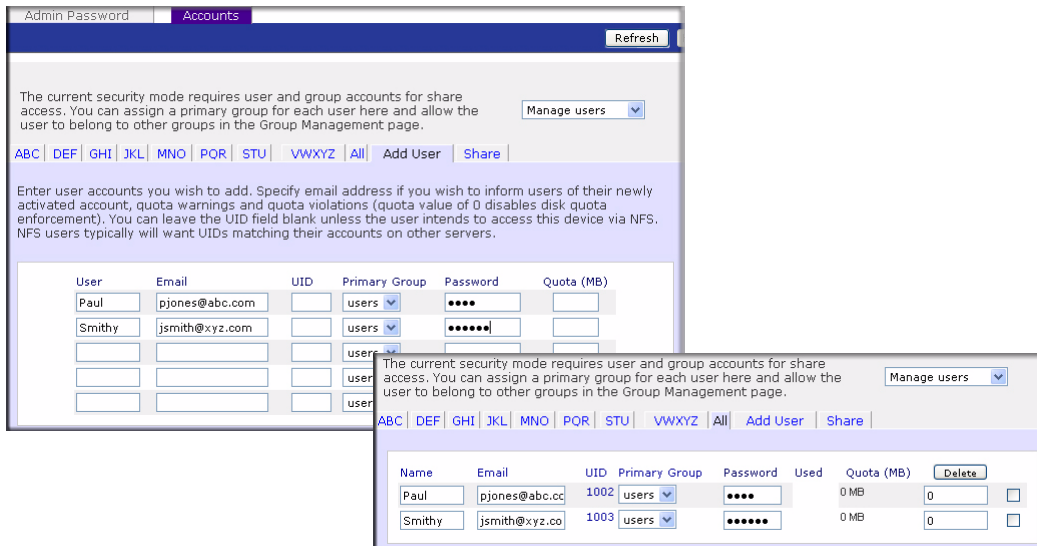 Admin Password Accounts
Refresh
The current security mode requires user and group accounts for share
access. You can assign a primary group for each user here and allow the
user to belong to other groups in the Group Management page.
Manage users
ABC DEF GHI JKL MNO PQR STU VWXYZ All Add User Share
Enter user accounts you wish to add. Specify email address if you wish to inform users of their newly
activated account, quota warnings and quota violations (quota value of 0 disables disk quota
enforcement). You can leave the UID field blank unless the user intends to access this device via NFS.
NFS users typically will want UIDs matching their accounts on other servers.
User Email UID Primary Group Password Quota (MB)
Paul pjones@abc.com users ••••
Smithy jsmith@xyz.com users ••••••
users
user
user
The current security mode requires user and group accounts for share
access. You can assign a primary group for each user here and allow the
user to belong to other groups in the Group Management page.
Manage users
ABC DEF GHI JKL MNO PQR STU VWXYZ All Add User Share
Name Email UID Primary Group Password Used Quota (MB) Delete
Paul pjones@abc.cc 1002 users •••• 0 MB 0
Smithy jsmith@xyz.co 1003 users •••••• 0 MB 0